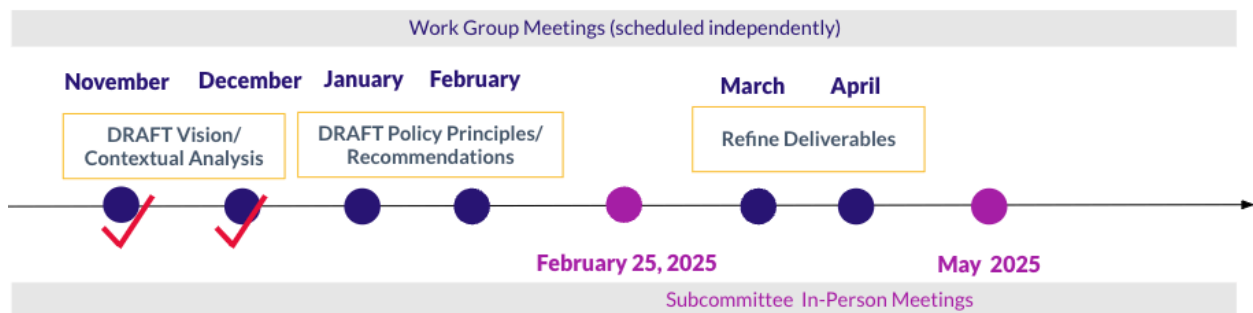 Work Group Meetings (scheduled independently)
November December January February March April
DRAFT Vision/
Contextual Analysis
DRAFT Policy Principles/
Recommendations
Refine Deliverables
February 25, 2025 May 2025
Subcommittee In-Person Meetings